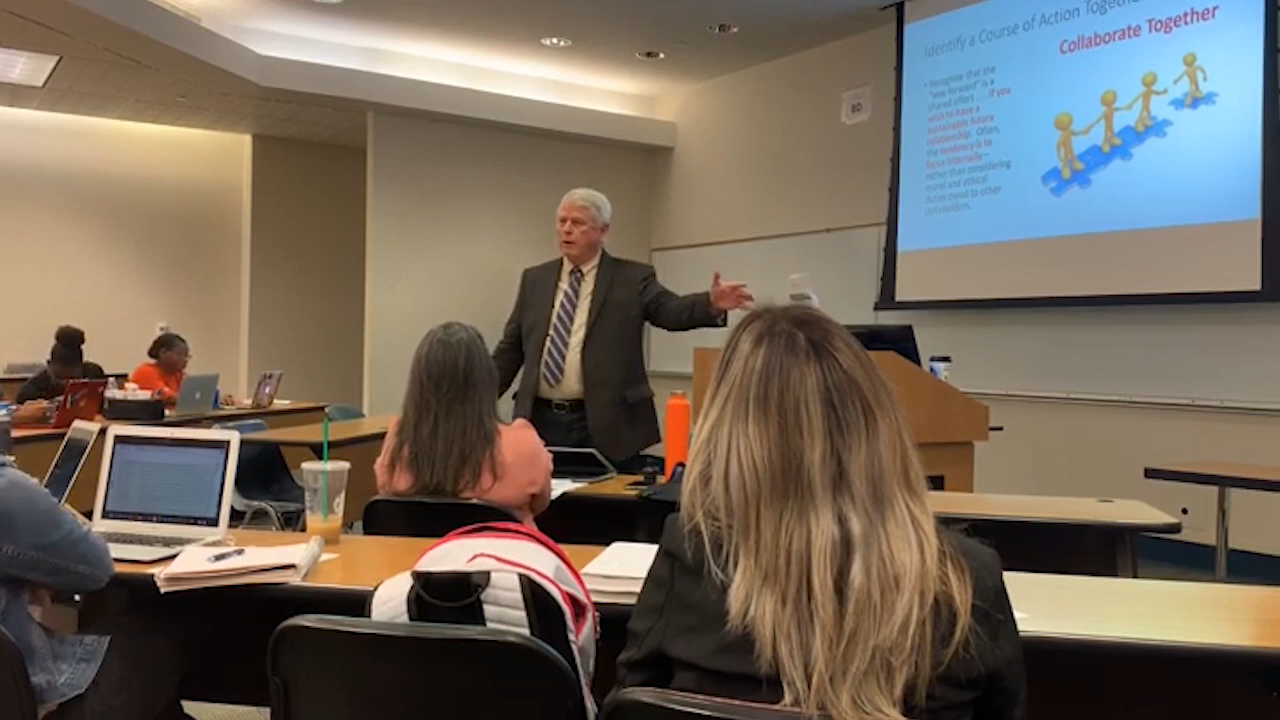 Identify a Course of Action Together
Collaborate Together
• Recognize that the
"way forward" is a
shared effort . . . if you
wish to have a
sustainable future
relationship. Often,
the tendency is to
focus internally –
rather than considering
moral and ethical
duties owed to other
stakeholders.